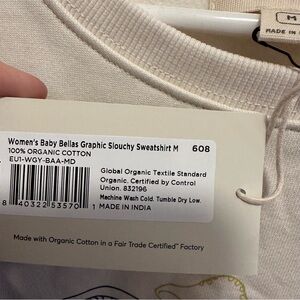 M
MADE IN
Women's Baby Bellas Graphic Slouchy Sweatshirt M 608
100% ORGANIC COTTON
EU1-WGY-BAA-MD
Global Organic Textile Standard
Organic. Certified by Control
Union. 832196
Machine Wash Cold. Tumble Dry Low.
8 40322 53570 1 MADE IN INDIA
Made with Organic Cotton in a Fair Trade Certified™ Factory